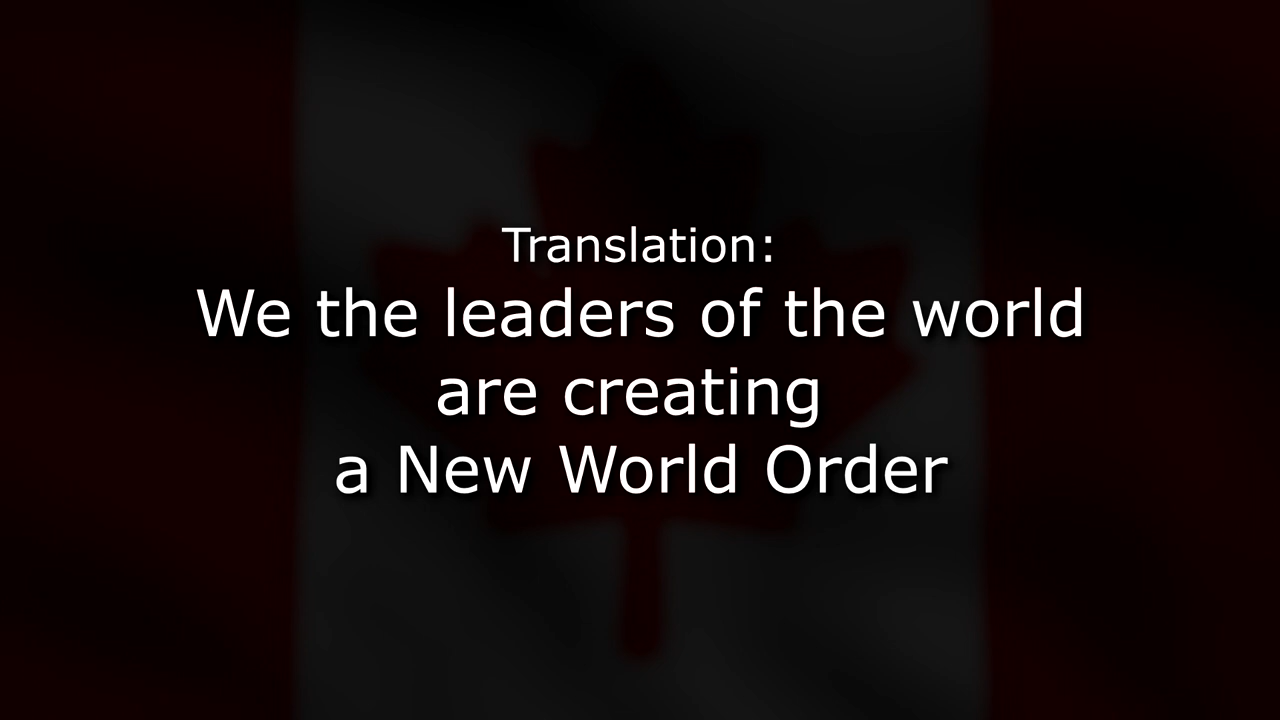 Translation:
We the leaders of the world
are creating
a New World Order